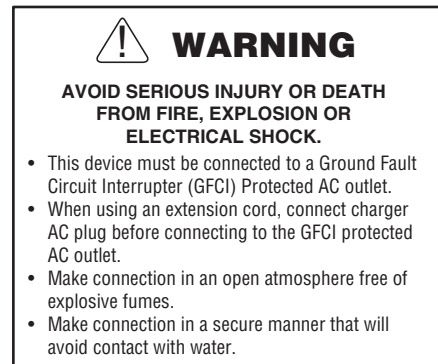 WARNING
AVOID SERIOUS INJURY OR DEATH
FROM FIRE, EXPLOSION OR
ELECTRICAL SHOCK.
• This device must be connected to a Ground Fault
Circuit Interrupter (GFCI) Protected AC outlet.
• When using an extension cord, connect charger
AC plug before connecting to the GFCI protected
AC outlet.
• Make connection in an open atmosphere free of
explosive fumes.
• Make connection in a secure manner that will
avoid contact with water.